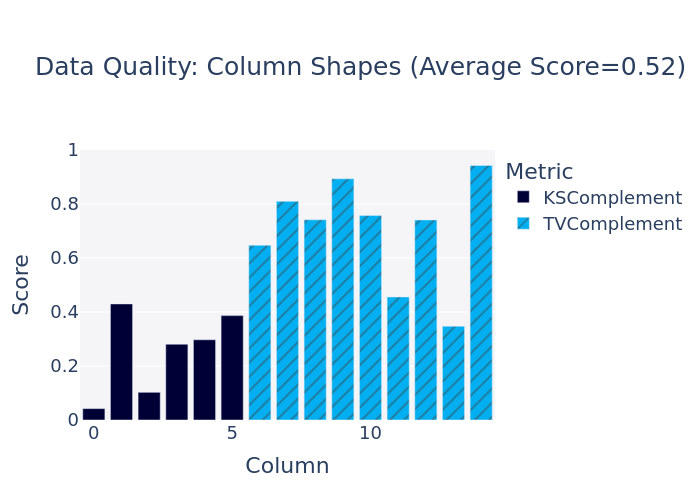 Data Quality: Column Shapes (Average Score=0.52)
Metric
KSComplement
TVComplement
Score
1
0.8
0.6
0.4
0.2
0
0 5 10
Column